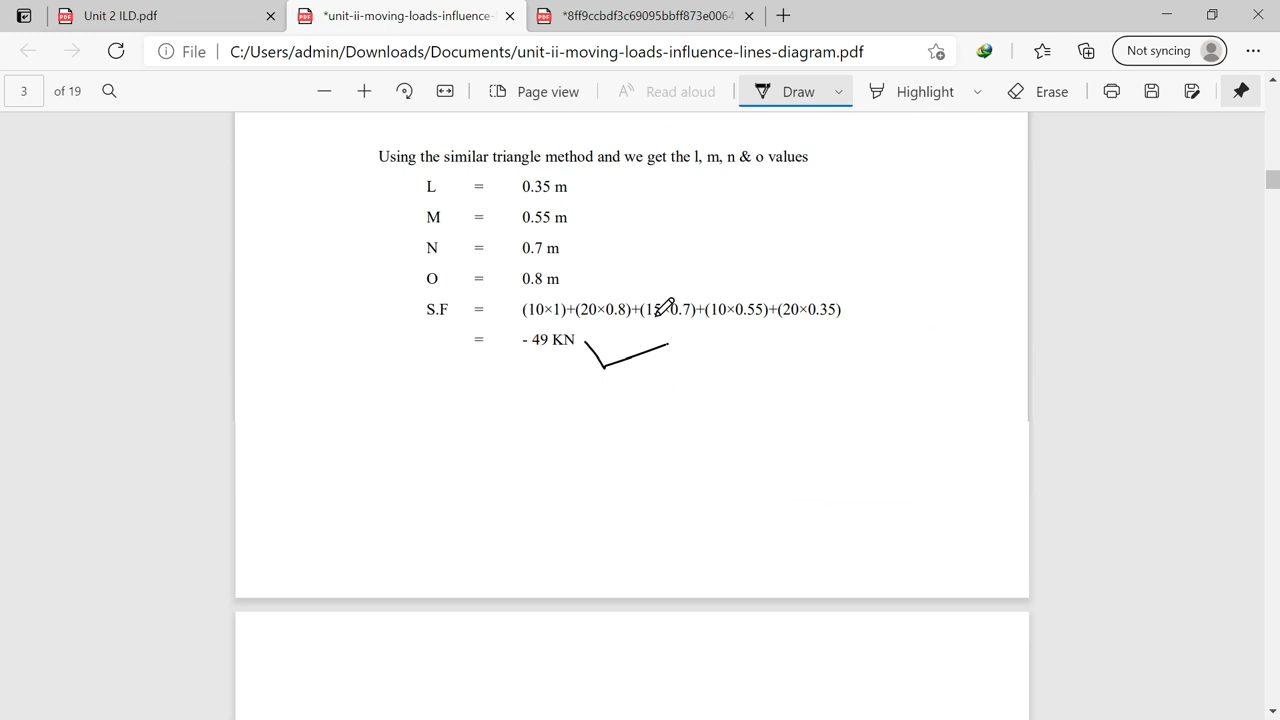 Unit 2 ILD.pdf
*unit-ii-moving-loads-influence-
*8ff9ccbdf3c69095bbff873e0064
File
C:/Users/admin/Downloads/Documents/unit-ii-moving-loads-influence-lines-diagram.pdf
Not syncing
3 of 19
Page view
Read aloud
Draw
Highlight
Erase
Using the similar triangle method and we get the l, m, n & o values
L = 0.35 m
M = 0.55 m
N = 0.7 m
O = 0.8 m
S.F = (10×1)+(20×0.8)+(15×0.7)+(10×0.55)+(20×0.35)
= - 49 KN